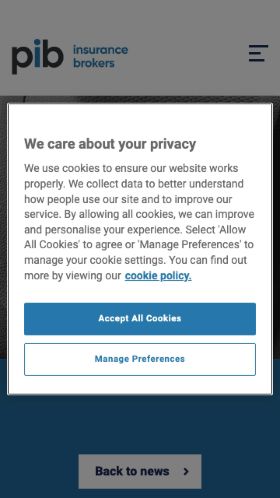 pib insurance
brokers
We care about your privacy
We use cookies to ensure our website works
properly. We collect data to better understand
how people use our site and to improve our
service. By allowing all cookies, we can improve
and personalise your experience. Select 'Allow
All Cookies' to agree or 'Manage Preferences' to
manage your cookie settings. You can find out
more by viewing our cookie policy.
Accept All Cookies
Manage Preferences
Back to news